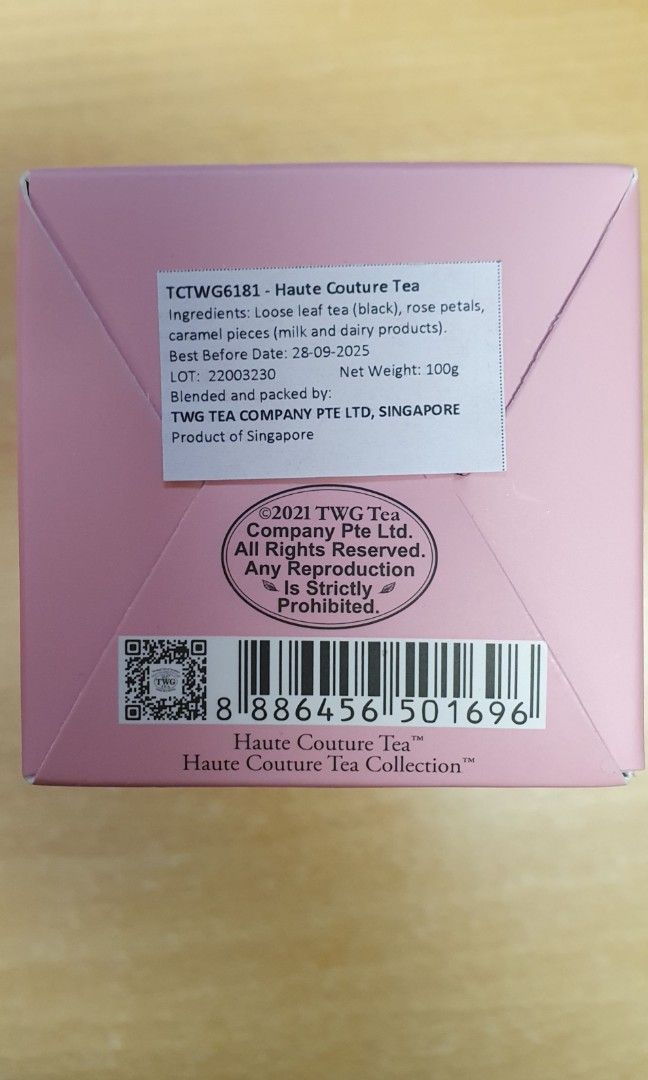 TCTWG6181 - Haute Couture Tea
Ingredients: Loose leaf tea (black), rose petals,
caramel pieces (milk and dairy products).
Best Before Date: 28-09-2025
LOT: 22003230 Net Weight: 100g
Blended and packed by:
TWG TEA COMPANY PTE LTD, SINGAPORE
Product of Singapore
©2021 TWG Tea
Company Pte Ltd.
All Rights Reserved.
Any Reproduction
Is Strictly
Prohibited.
TWG
8 886456 501696
Haute Couture Tea™
Haute Couture Tea Collection™